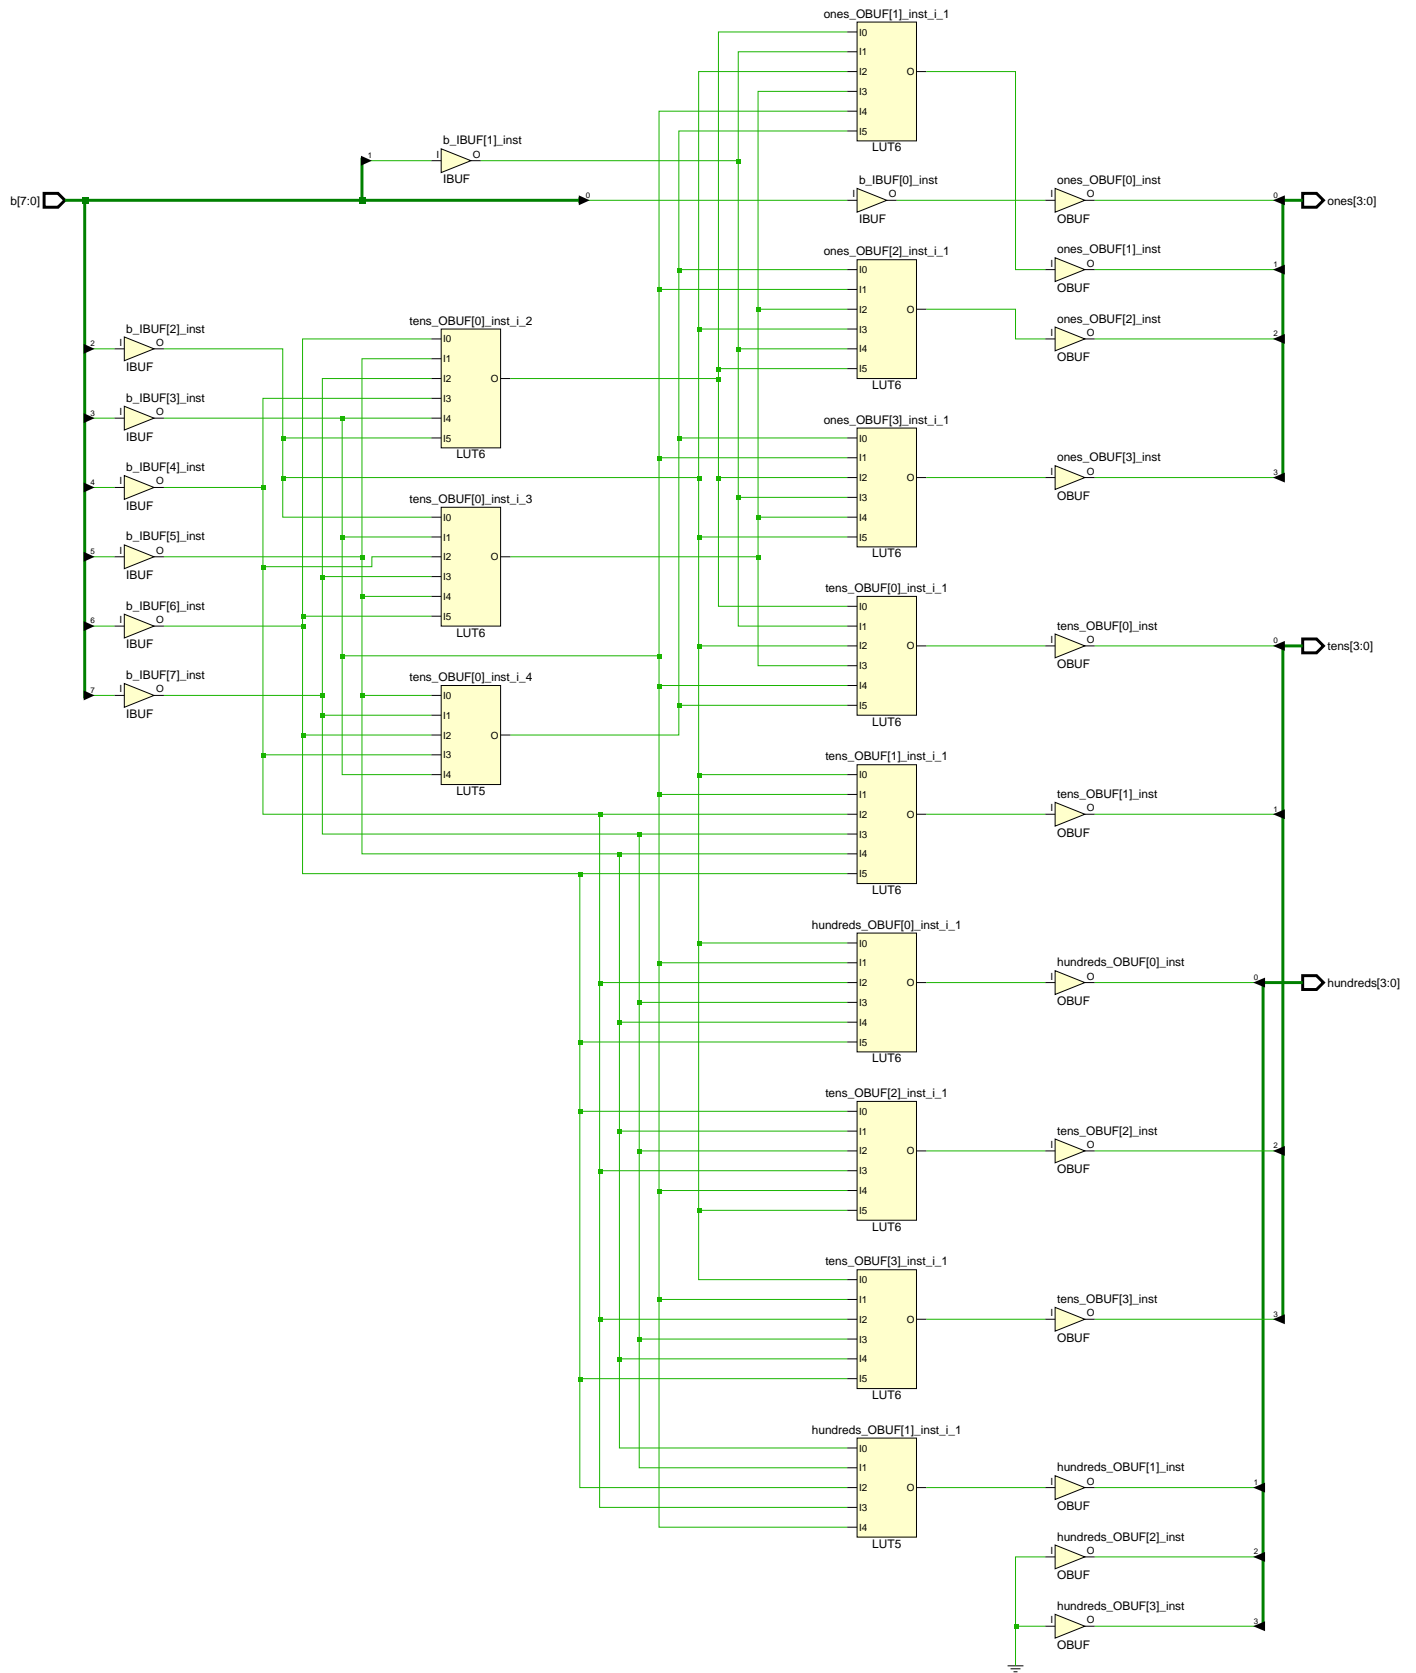 ones_OBUF[1]_inst_i_1
I0
I1
I2
O
I3
I4
I5
LUT6
b_IBUF[1]_inst
1
I
O
IBUF
b[7:0]
0
b_IBUF[0]_inst
I
O
IBUF
ones_OBUF[0]_inst
I
O
OBUF
0
ones[3:0]
ones_OBUF[2]_inst_i_1
I0
I1
I2
O
I3
I4
I5
LUT6
ones_OBUF[1]_inst
I
O
OBUF
1
ones_OBUF[2]_inst
I
O
OBUF
2
b_IBUF[2]_inst
2
I
O
IBUF
b_IBUF[3]_inst
3
I
O
IBUF
b_IBUF[4]_inst
4
I
O
IBUF
b_IBUF[5]_inst
5
I
O
IBUF
b_IBUF[6]_inst
6
I
O
IBUF
b_IBUF[7]_inst
7
I
O
IBUF
tens_OBUF[0]_inst_i_2
I0
I1
I2
O
I3
I4
I5
LUT6
tens_OBUF[0]_inst_i_3
I0
I1
I2
O
I3
I4
I5
LUT6
tens_OBUF[0]_inst_i_4
I0
I1
I2
O
I3
I4
LUT5
ones_OBUF[3]_inst_i_1
I0
I1
I2
O
I3
I4
I5
LUT6
ones_OBUF[3]_inst
I
O
OBUF
3
tens_OBUF[0]_inst_i_1
I0
I1
I2
O
I3
I4
I5
LUT6
tens_OBUF[0]_inst
I
O
OBUF
0
tens[3:0]
tens_OBUF[1]_inst_i_1
I0
I1
I2
O
I3
I4
I5
LUT6
tens_OBUF[1]_inst
I
O
OBUF
1
hundreds_OBUF[0]_inst_i_1
I0
I1
I2
O
I3
I4
I5
LUT6
hundreds_OBUF[0]_inst
I
O
OBUF
0
hundreds[3:0]
tens_OBUF[2]_inst_i_1
I0
I1
I2
O
I3
I4
I5
LUT6
tens_OBUF[2]_inst
I
O
OBUF
2
tens_OBUF[3]_inst_i_1
I0
I1
I2
O
I3
I4
I5
LUT6
tens_OBUF[3]_inst
I
O
OBUF
3
hundreds_OBUF[1]_inst_i_1
I0
I1
I2
O
I3
I4
LUT5
hundreds_OBUF[1]_inst
I
O
OBUF
1
hundreds_OBUF[2]_inst
I
O
OBUF
2
hundreds_OBUF[3]_inst
I
O
OBUF
3